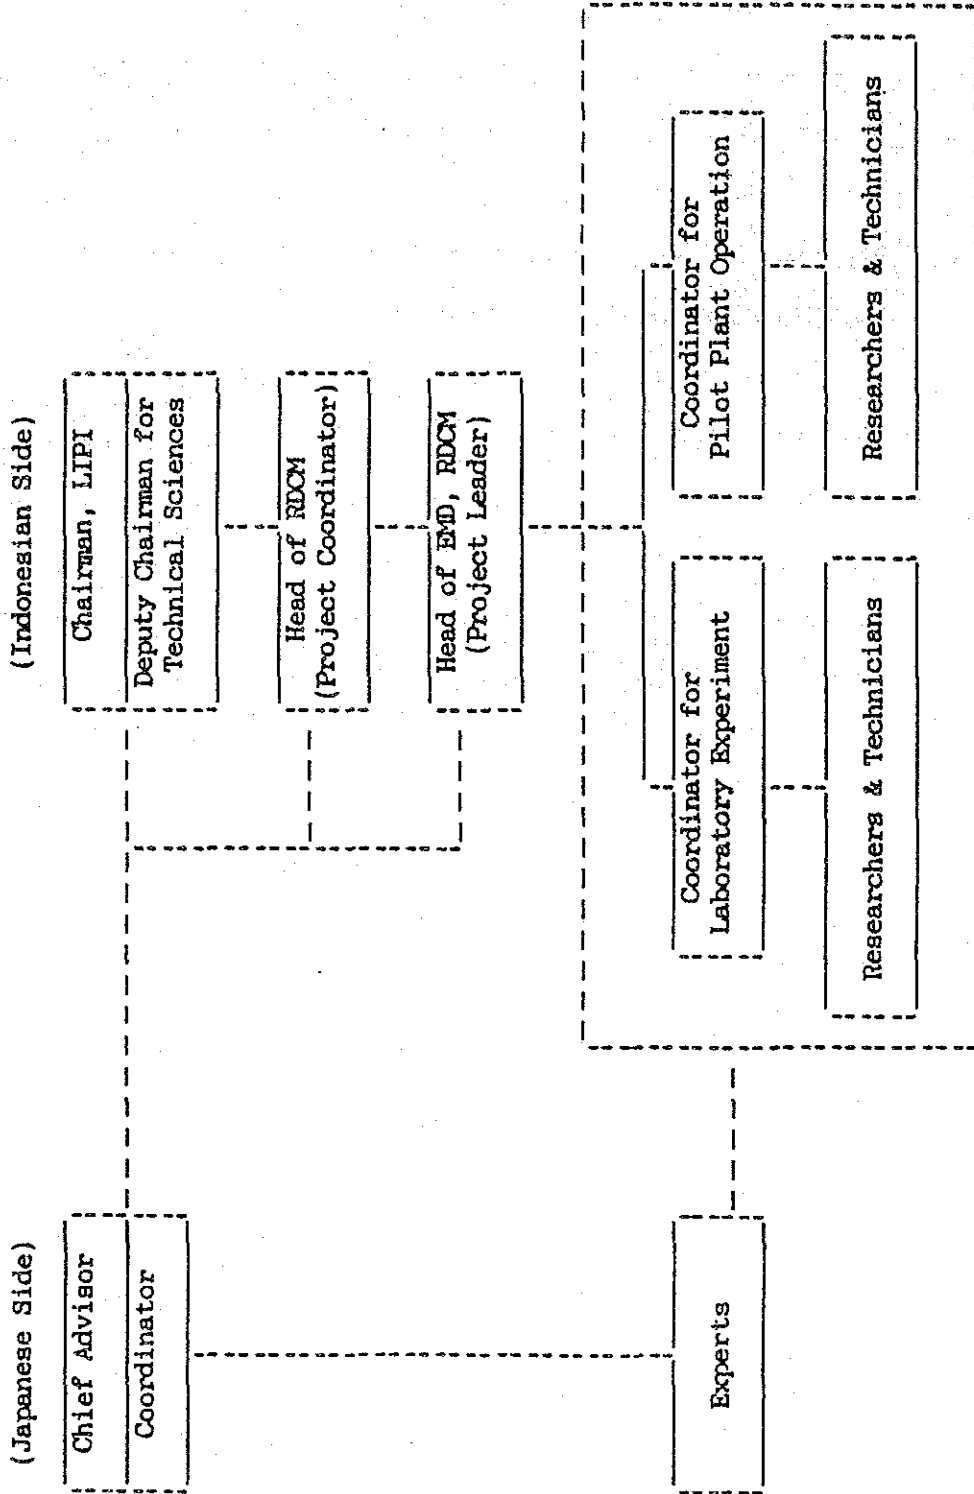 (Japanese Side)
Chief Advisor
Coordinator
Experts
(Indonesian Side)
Chairman, LIPI
Deputy Chairman for
Technical Sciences
Head of RDCM
(Project Coordinator)
Head of EMD, RDCM
(Project Leader)
Coordinator for
Laboratory Experiment
Researchers & Technicians
Coordinator for
Pilot Plant Operation
Researchers & Technicians